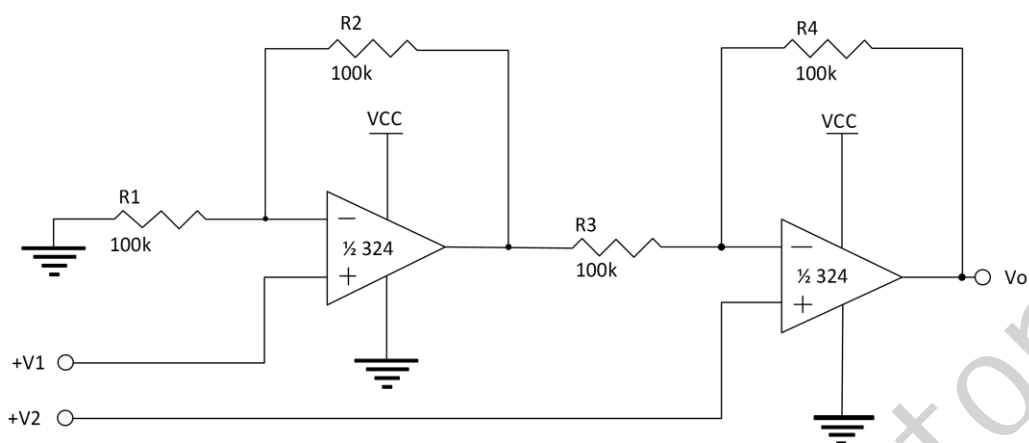 R2
100k
VCC
R1
100k
−
½ 324
+
+V1
+V2
R3
100k
R4
100k
VCC
−
½ 324
+
Vo